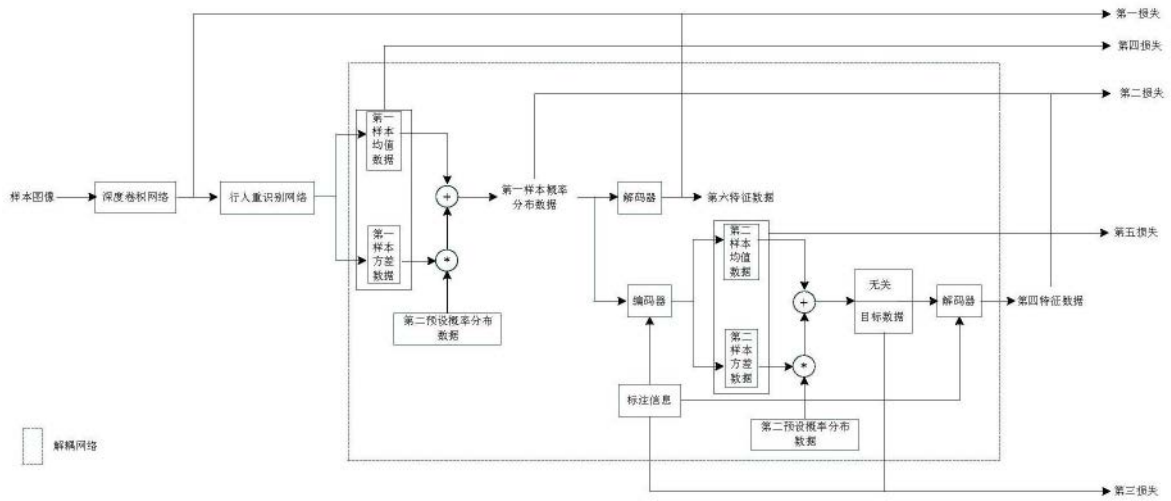 第一损失
第四损失
第二损失
第一
样本
均值
数据
样本图像
深度卷积网络
行人重识别网络
+
第一样本概率
分布数据
解码器
第六特征数据
第一
样本
方差
数据
*
第二
样本
均值
数据
第五损失
第二预设概率分布
数据
编码器
+
无关
目标数据
解码器
第四特征数据
第二
样本
方差
数据
*
标注信息
第二预设概率分布
数据
解耦网络
第三损失